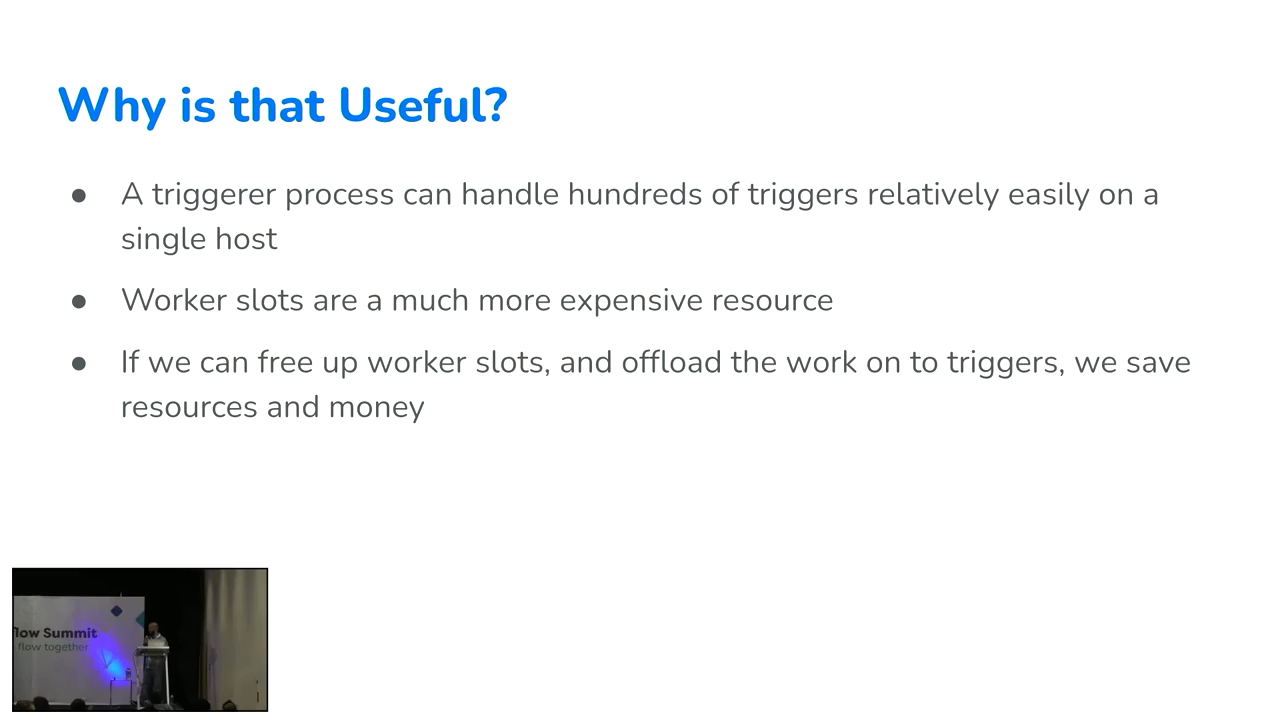 Why is that Useful?
● A triggerer process can handle hundreds of triggers relatively easily on a
single host
● Worker slots are a much more expensive resource
● If we can free up worker slots, and offload the work on to triggers, we save
resources and money
flow Summit
flow together